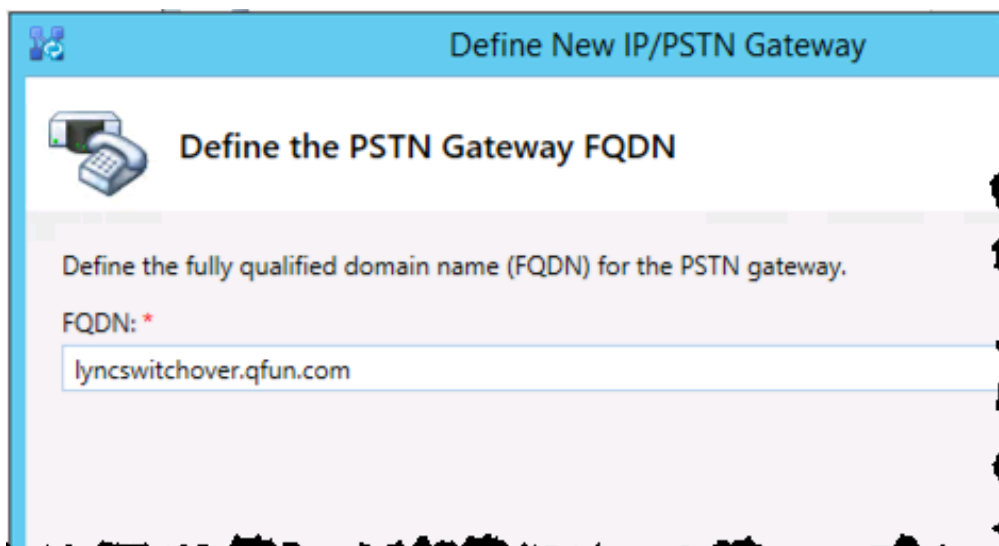 Define New IP/PSTN Gateway
Define the PSTN Gateway FQDN
Define the fully qualified domain name (FQDN) for the PSTN gateway.
FQDN: *
lyncswitchover.qfun.com